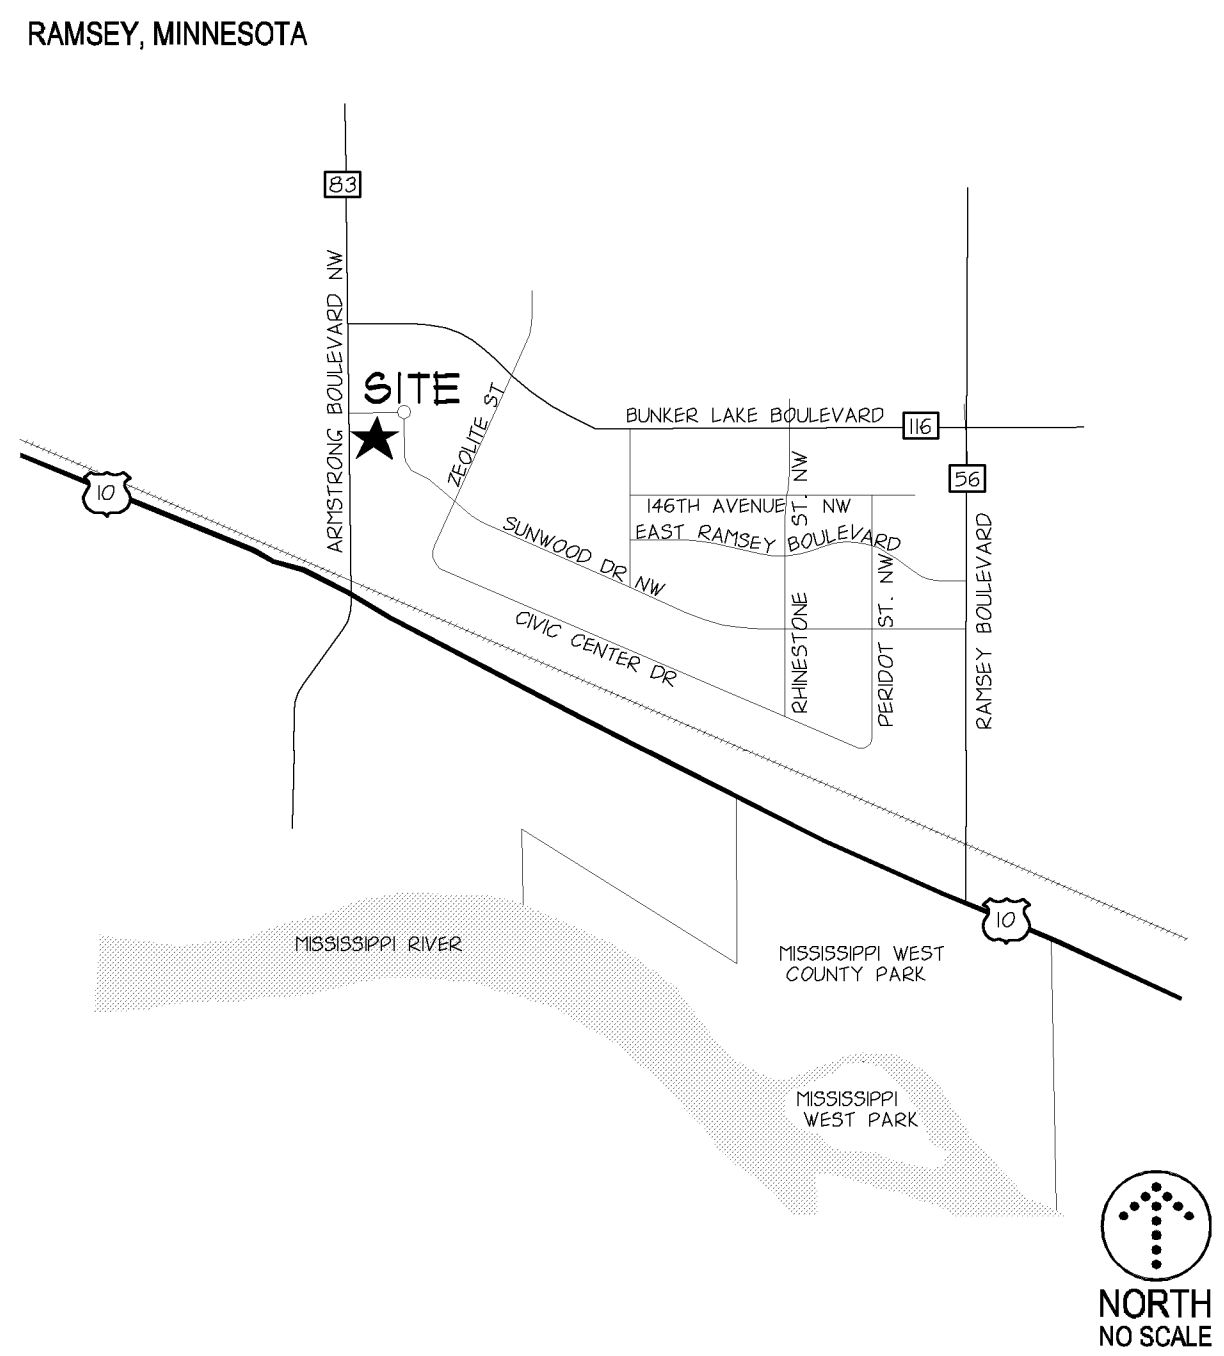 RAMSEY, MINNESOTA
83
ARMSTRONG BOULEVARD NW
SITE
ZEOLITE ST
BUNKER LAKE BOULEVARD
116
56
10
146TH AVENUE NW
EAST RAMSEY BOULEVARD
SUNWOOD DR NW
CIVIC CENTER DR
RHINESTONE ST. NW
PERIDOT ST. NW
RAMSEY BOULEVARD
10
MISSISSIPPI RIVER
MISSISSIPPI WEST
COUNTY PARK
MISSISSIPPI
WEST PARK
NORTH
NO SCALE